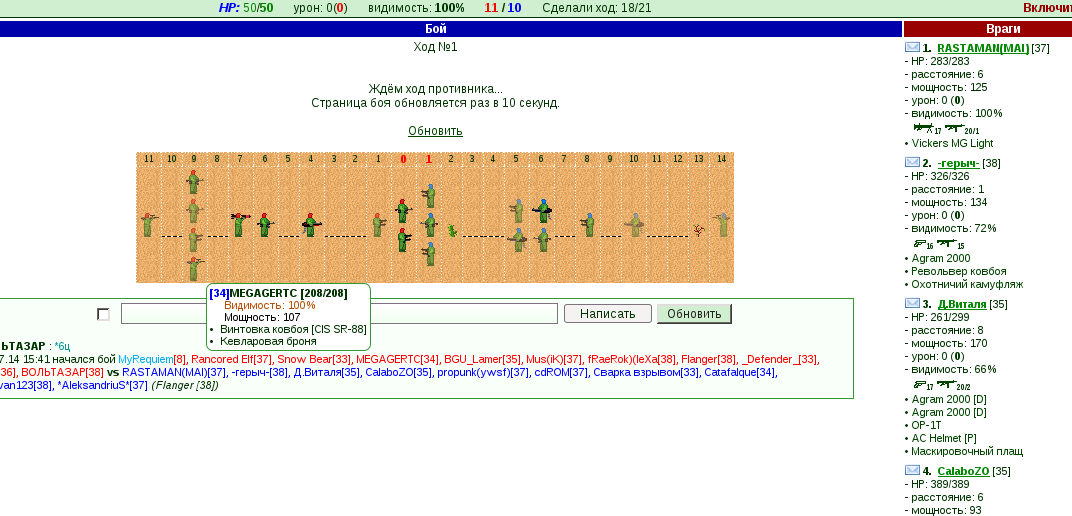 HP: 50/50 урон: 0(0) видимость: 100% 11 / 10 Сделали ход: 18/21 Включит
Бой
Ход №1
Ждём ход противника...
Страница боя обновляется раз в 10 секунд.
Обновить
11 10 9 8 7 6 5 4 3 2 1 0 1 2 3 4 5 6 7 8 9 10 11 12 13 14
[34]MEGAGERTC [208/208]
Видимость: 100%
Мощность: 107
• Винтовка ковбоя [CIS SR-88]
• Кевларовая броня
Написать Обновить
ЬТАЗАР : *6ц
7.14 15:41 начался бой MyRequiem[8], Rancored Elf[37], Snow Bear[33], MEGAGERTC[34], BGU_Lamer[35], Mus(iK)[37], fRaeRok)(leXa[38], Flanger[38], _Defender_[33],
36], ВОЛЬТАЗАР[38] vs RASTAMAN(MAI)[37], -герыч-[38], Д.Виталя[35], CalaboZO[35], propunk(ywsf)[37], cdROM[37], Сварка взрывом[33], Catafalque[34],
van123[38], *AleksandriuS*[37] (Flanger [38])
Враги
1. RASTAMAN(MAI) [37]
- HP: 283/283
- расстояние: 6
- мощность: 125
- урон: 0 (0)
- видимость: 100%
17 20/1
• Vickers MG Light
2. -герыч- [38]
- HP: 326/326
- расстояние: 1
- мощность: 134
- урон: 0 (0)
- видимость: 72%
16 15
• Agram 2000
• Револьвер ковбоя
• Охотничий камуфляж
3. Д.Виталя [35]
- HP: 261/299
- расстояние: 8
- мощность: 170
- урон: 0 (0)
- видимость: 66%
17 20/2
• Agram 2000 [D]
• Agram 2000 [D]
• OP-1T
• AC Helmet [P]
• Маскировочный плащ
4. CalaboZO [35]
- HP: 389/389
- расстояние: 6
- мощность: 93